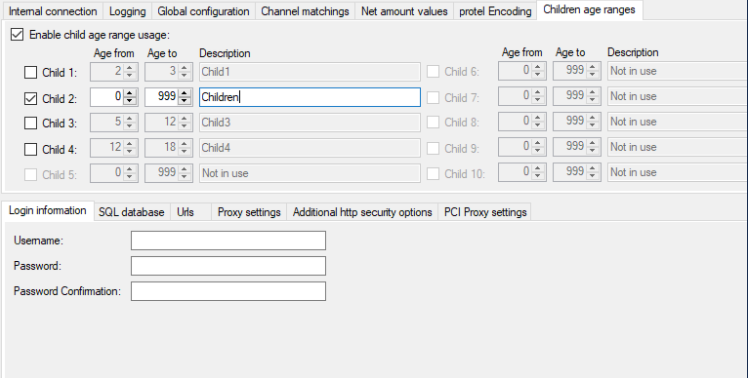 Internal connection Logging Global configuration Channel matchings Net amount values protel Encoding Children age ranges
Enable child age range usage:
Age from Age to Description Age from Age to Description
Child 1: 2 3 Child1 Child 6: 0 999 Not in use
Child 2: 0 999 Children Child 7: 0 999 Not in use
Child 3: 5 12 Child3 Child 8: 0 999 Not in use
Child 4: 12 18 Child4 Child 9: 0 999 Not in use
Child 5: 0 999 Not in use Child 10: 0 999 Not in use
Login information SQL database Urls Proxy settings Additional http security options PCI Proxy settings
Username:
Password:
Password Confirmation: